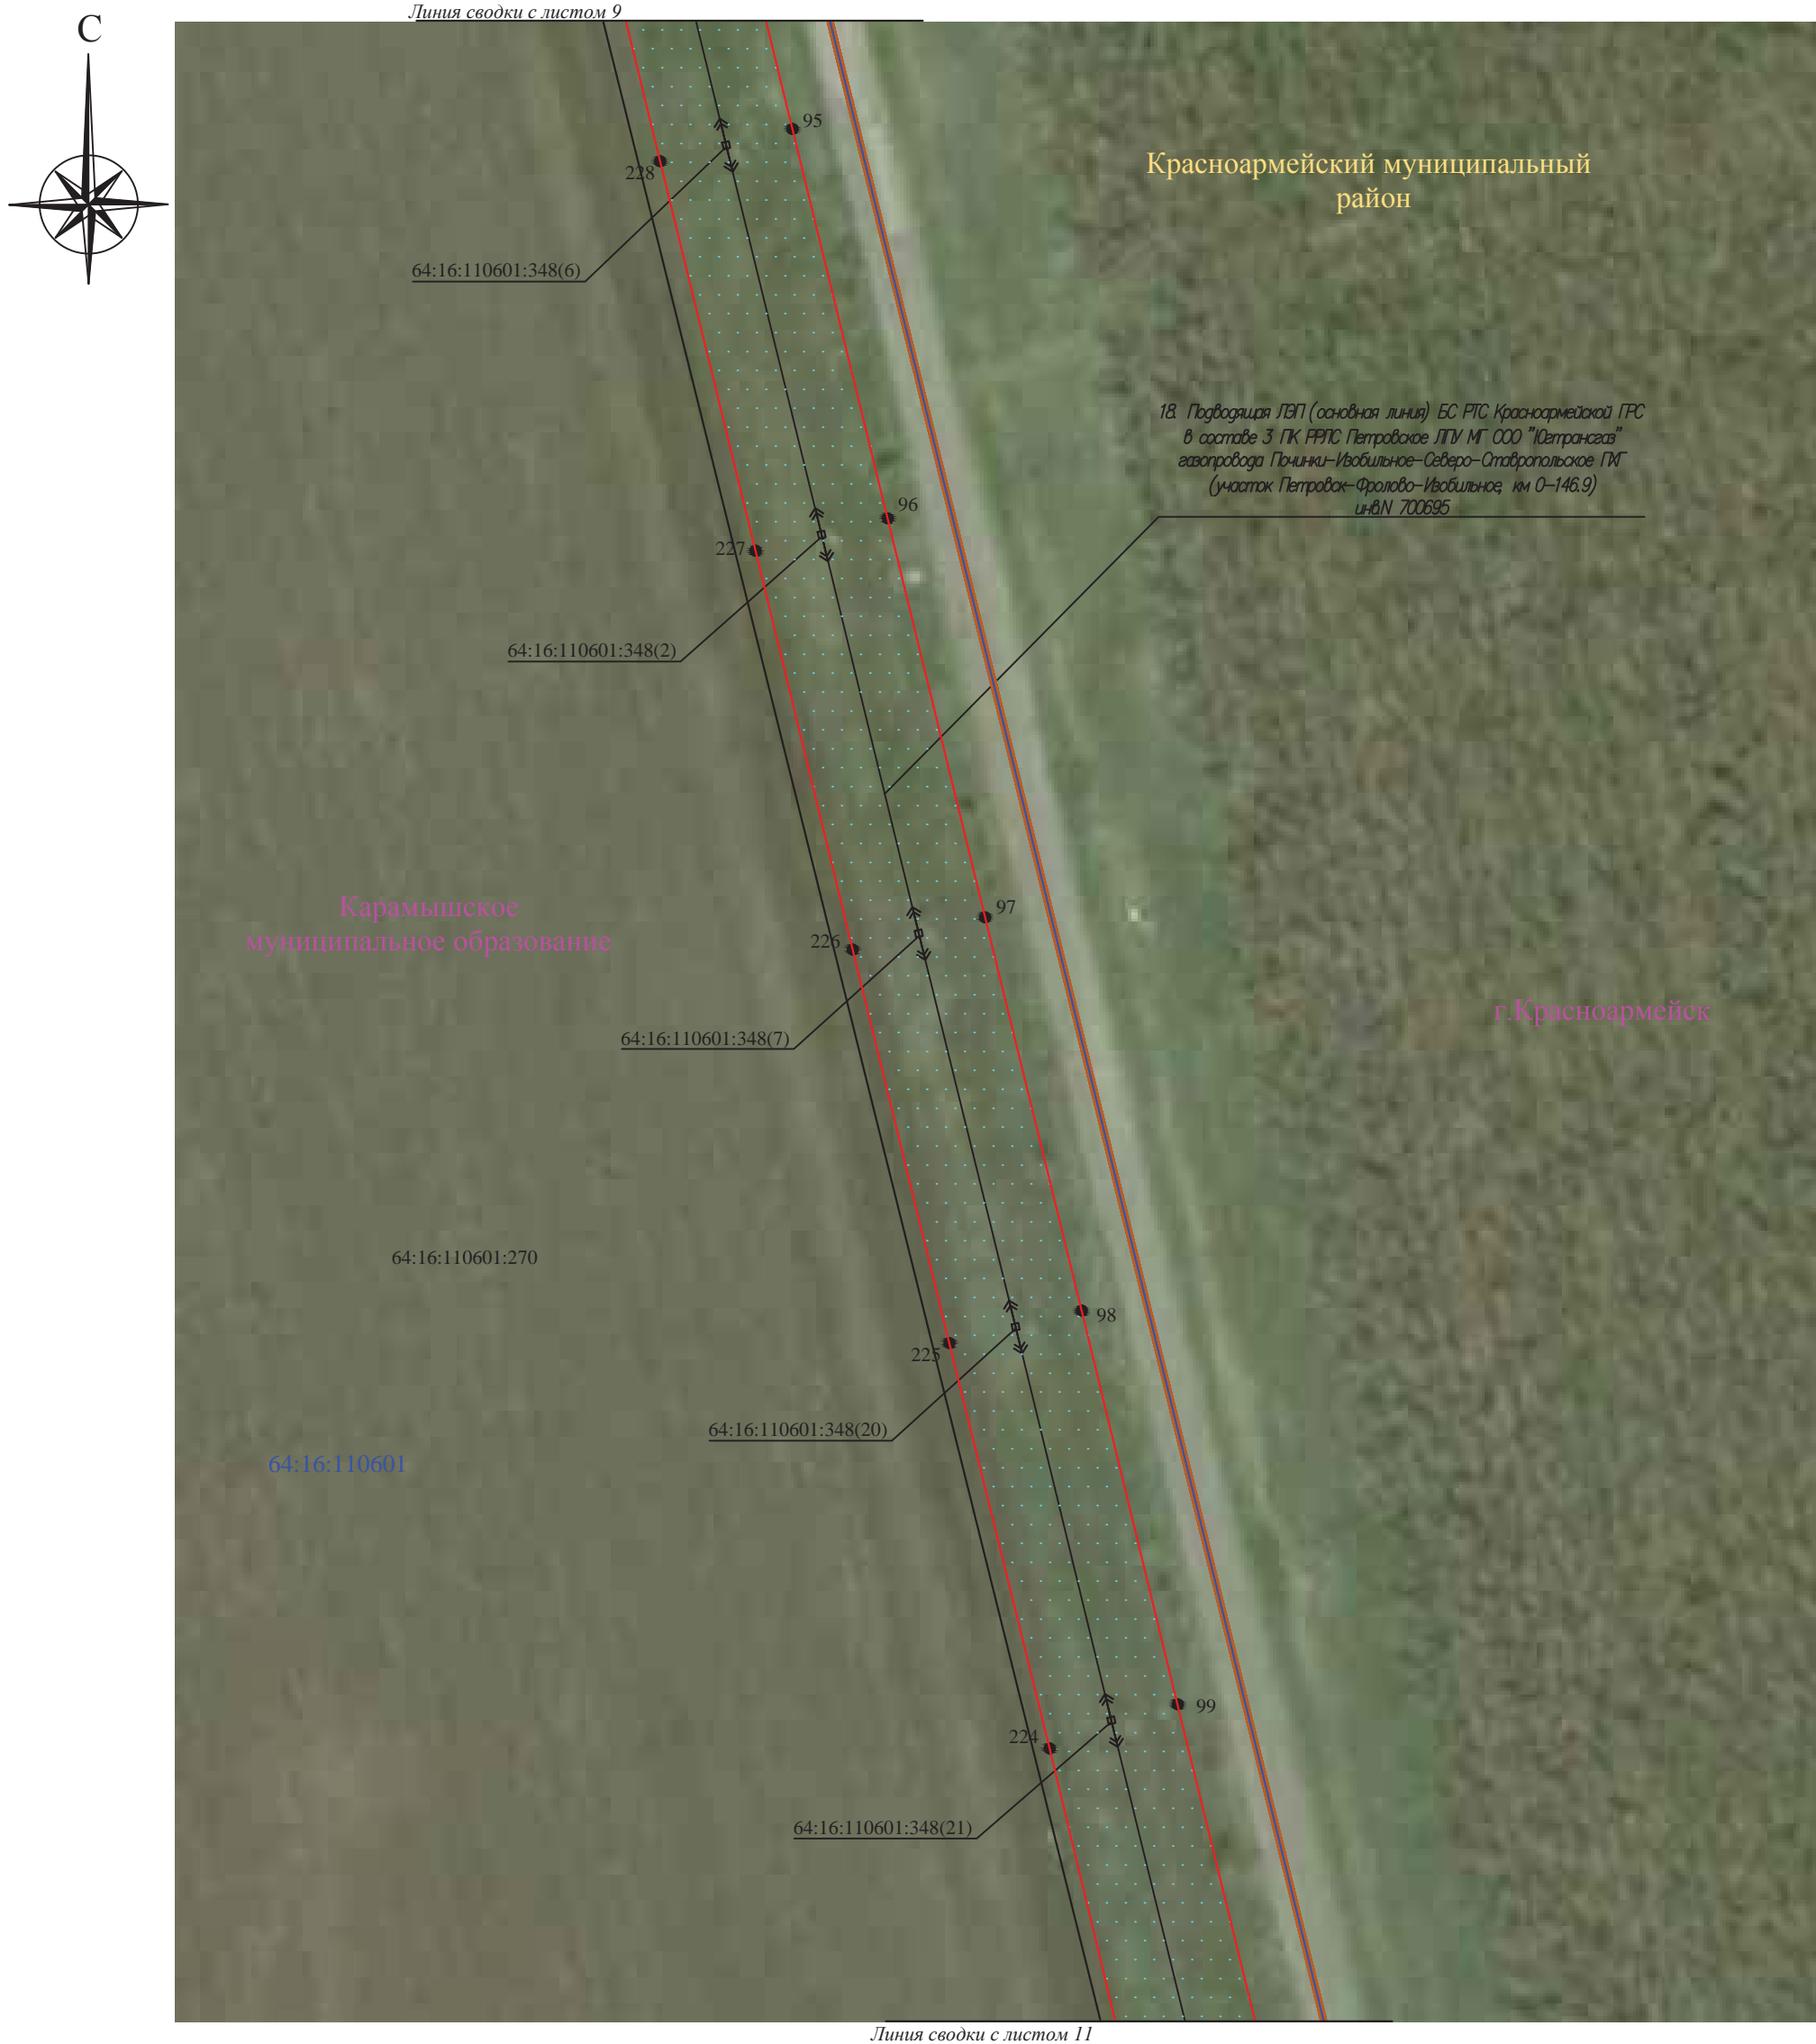 Линия сводки с листом 9
С
95
Красноармейский муниципальный
район
228
64:16:110601:348(6)
18. Подводящая ЛЭП (основная линия) БС РТС Красноармейской ГРС
в составе 3 ПК РРЛС Петровское ЛПУ МГ ООО "Югтрансгаз"
газопровода Починки-Изобильное-Северо-Ставропольское ПХГ
(участок Петровск-Фролово-Изобильное, км 0-146.9)
инв.N 700695
96
227
64:16:110601:348(2)
Карамышское
муниципальное образование
97
226
г.Красноармейск
64:16:110601:348(7)
64:16:110601:270
98
225
64:16:110601:348(20)
64:16:110601
99
224
64:16:110601:348(21)
Линия сводки с листом 11